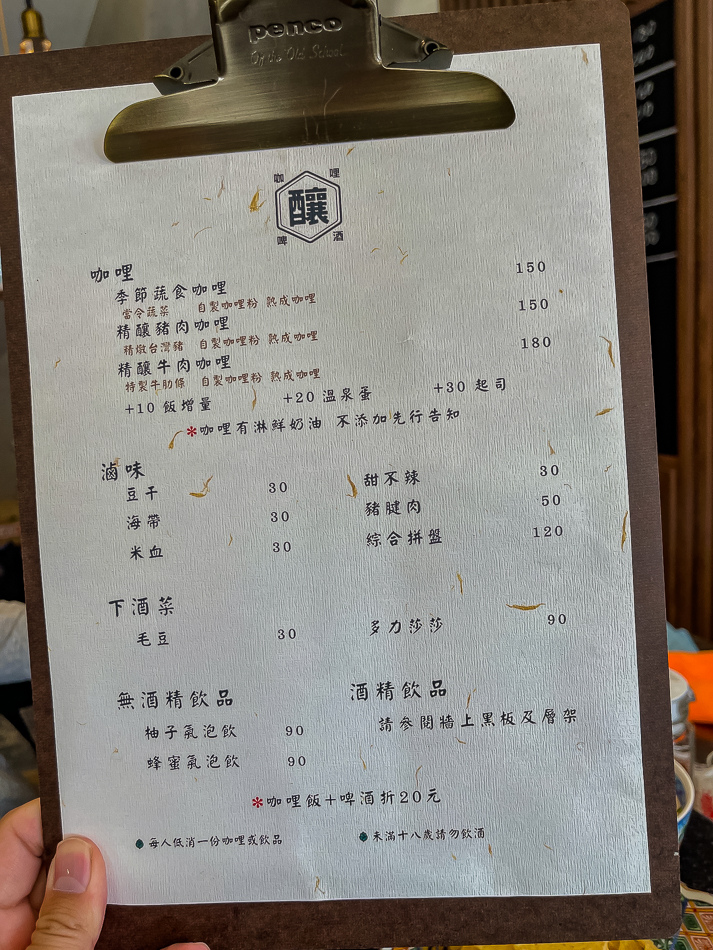 penco
咖哩
釀
啤酒
咖哩
季節蔬食咖哩 150
當令蔬菜 自製咖哩粉 熟成咖哩
精釀豬肉咖哩 150
精燉台灣豬 自製咖哩粉 熟成咖哩
精釀牛肉咖哩 180
特製牛肋條 自製咖哩粉 熟成咖哩
+10 飯增量 +20 溫泉蛋 +30 起司
*咖哩有淋鮮奶油 不添加先行告知
滷味
豆干 30 甜不辣 30
海帶 30 豬腱肉 50
米血 30 綜合拼盤 120
下酒菜
毛豆 30 多力莎莎 90
無酒精飲品 酒精飲品
柚子氣泡飲 90 請參閱牆上黑板及層架
蜂蜜氣泡飲 90
*咖哩飯+啤酒折20元
每人低消一份咖哩或飲品 未滿十八歲請勿飲酒